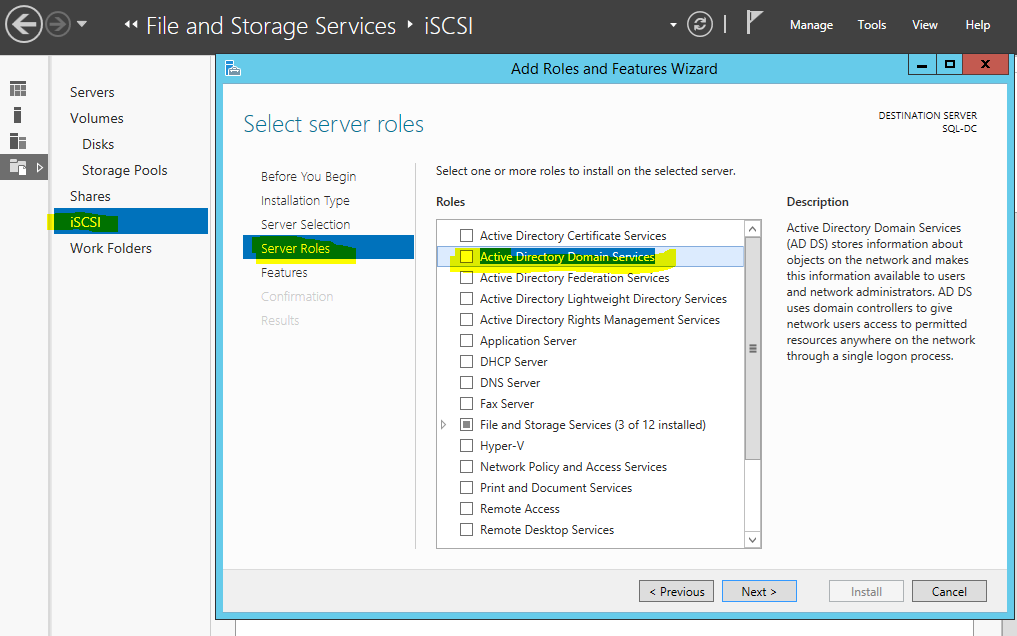 File and Storage Services iSCSI
Manage Tools View Help
Servers
Volumes
Disks
Storage Pools
Shares
iSCSI
Work Folders
Add Roles and Features Wizard
Select server roles
DESTINATION SERVER
SQL-DC
Before You Begin
Installation Type
Server Selection
Server Roles
Features
Confirmation
Results
Select one or more roles to install on the selected server.
Roles
Active Directory Certificate Services
Active Directory Domain Services
Active Directory Federation Services
Active Directory Lightweight Directory Services
Active Directory Rights Management Services
Application Server
DHCP Server
DNS Server
Fax Server
File and Storage Services (3 of 12 installed)
Hyper-V
Network Policy and Access Services
Print and Document Services
Remote Access
Remote Desktop Services
Description
Active Directory Domain Services
(AD DS) stores information about
objects on the network and makes
this information available to users
and network administrators. AD DS
uses domain controllers to give
network users access to permitted
resources anywhere on the network
through a single logon process.
< Previous
Next >
Install
Cancel